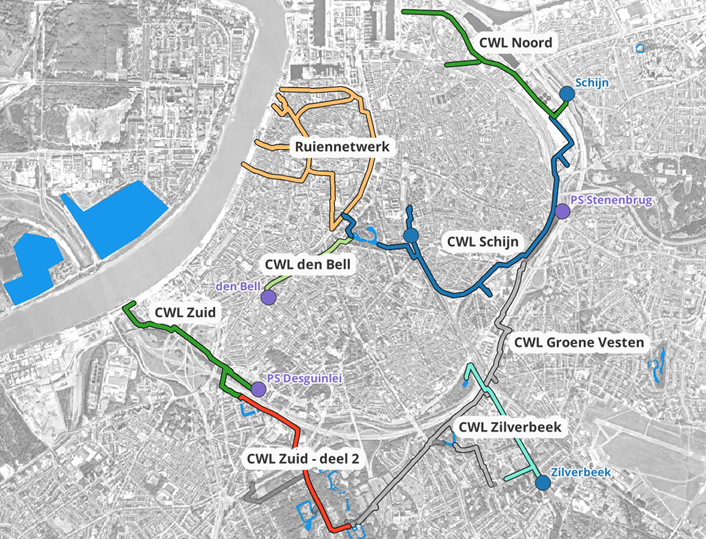 CWL Noord
Schijn
Ruiennetwerk
PS Stenenbrug
CWL Schijn
CWL den Bell
den Bell
CWL Zuid
CWL Groene Vesten
PS Desguinlei
CWL Zilverbeek
CWL Zuid - deel 2
Zilverbeek